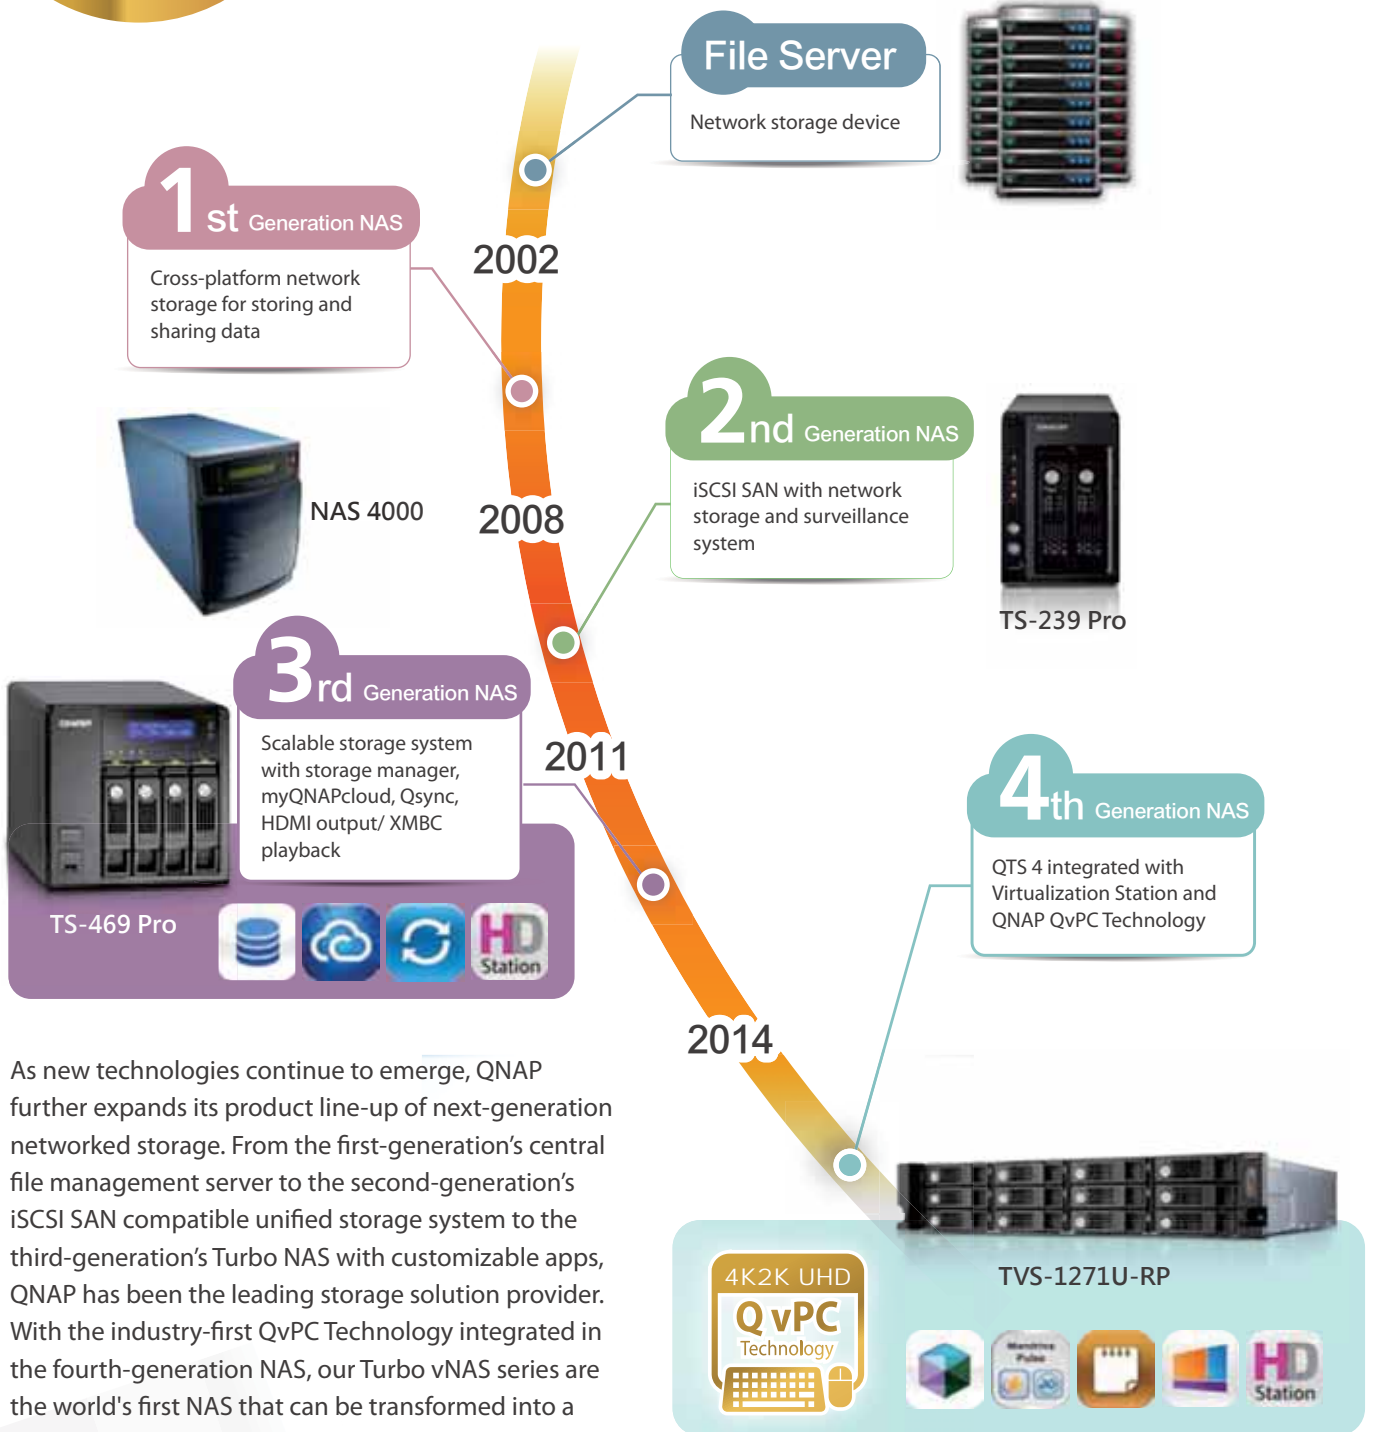 File Server
Network storage device
1st Generation NAS
Cross-platform network
storage for storing and
sharing data
2002
NAS 4000
2nd Generation NAS
iSCSI SAN with network
storage and surveillance
system
TS-239 Pro
2008
3rd Generation NAS
Scalable storage system
with storage manager,
myQNAPcloud, Qsync,
HDMI output/ XMBC
playback
TS-469 Pro
HD
Station
2011
4th Generation NAS
QTS 4 integrated with
Virtualization Station and
QNAP QvPC Technology
2014
As new technologies continue to emerge, QNAP
further expands its product line-up of next-generation
networked storage. From the first-generation’s central
file management server to the second-generation’s
iSCSI SAN compatible unified storage system to the
third-generation’s Turbo NAS with customizable apps,
QNAP has been the leading storage solution provider.
With the industry-first QvPC Technology integrated in
the fourth-generation NAS, our Turbo vNAS series are
the world's first NAS that can be transformed into a
TVS-1271U-RP
4K2K UHD
QvPC
Technology
HD
Station